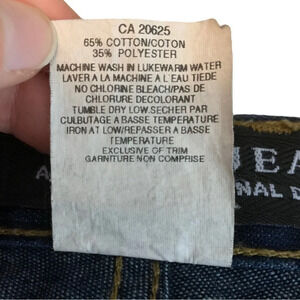 CA 20625
65% COTTON/COTON
35% POLYESTER
MACHINE WASH IN LUKEWARM WATER
LAVER A LA MACHINE A L EAU TIEDE
NO CHLORINE BLEACH/PAS DE
CHLORURE DECOLORANT
TUMBLE DRY LOW.SECHER PAR
CULBUTAGE A BASSE TEMPERATURE
IRON AT LOW/REPASSER A BASSE
TEMPERATURE
EXCLUSIVE OF TRIM
GARNITURE NON COMPRISE